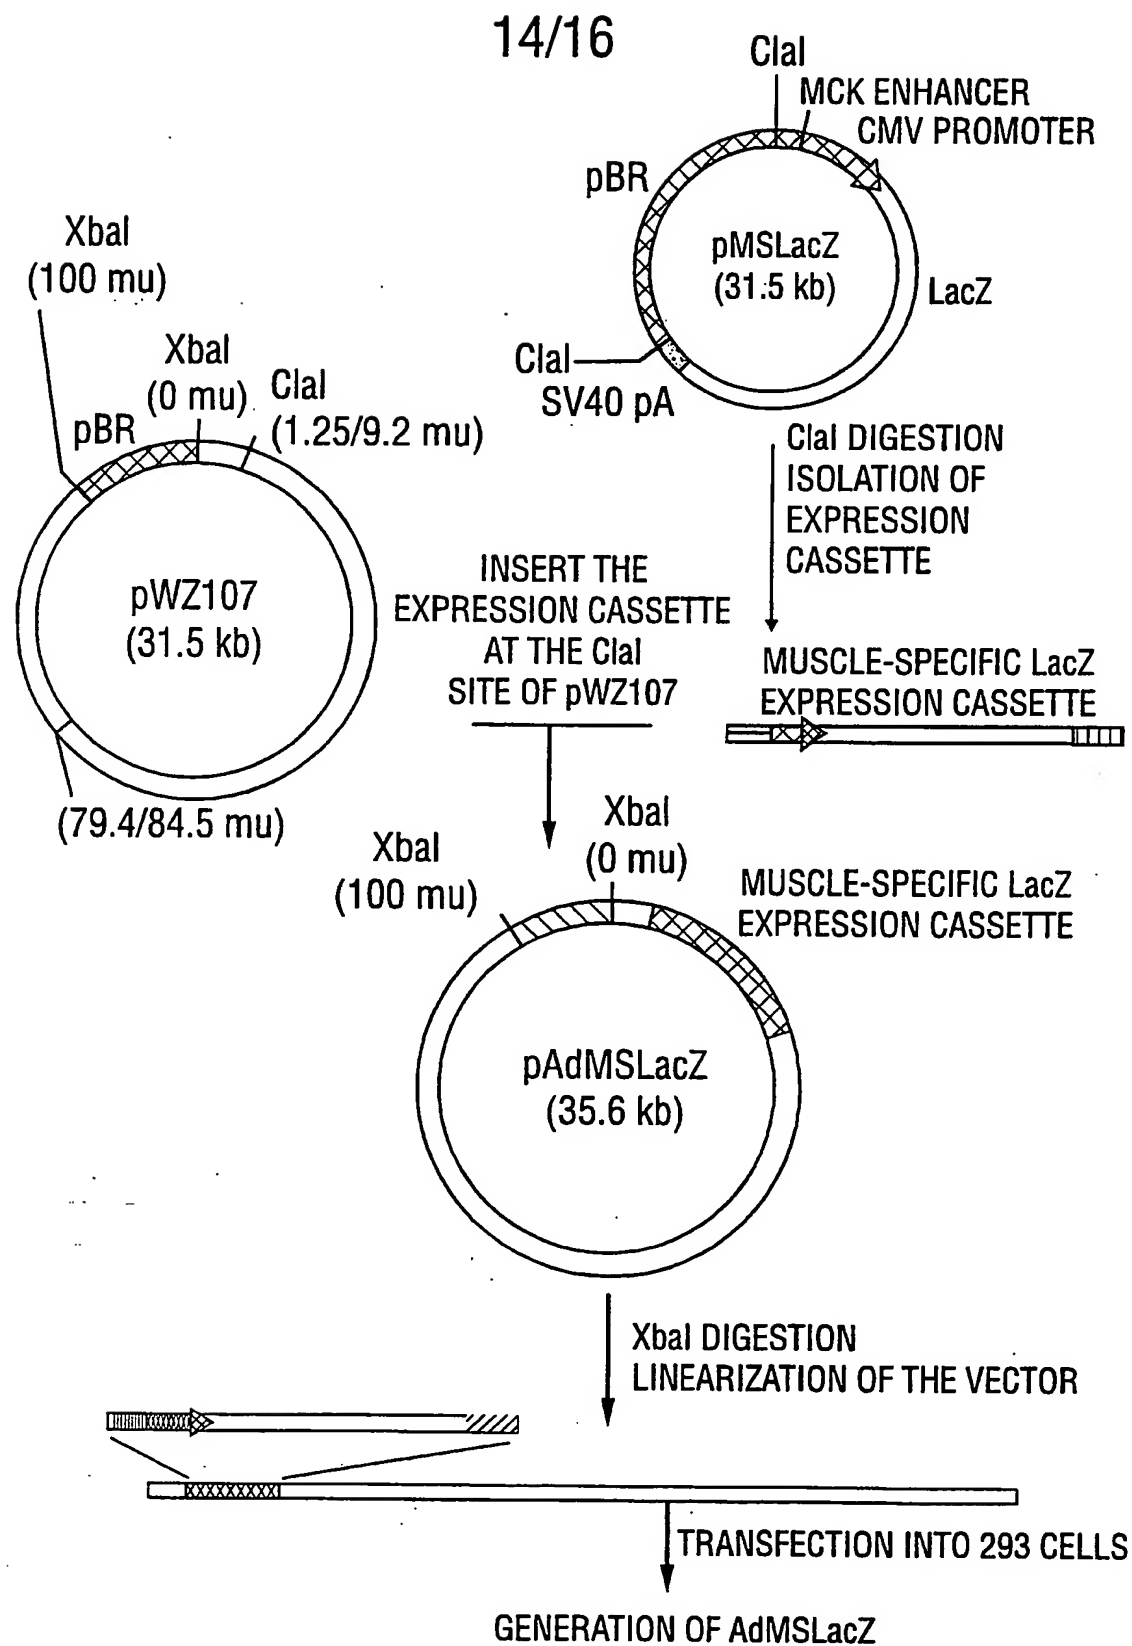 14/16
ClaI
MCK ENHANCER
CMV PROMOTER
pBR
pMSLacZ
(31.5 kb)
LacZ
ClaI
SV40 pA
XbaI
(100 mu)
XbaI
(0 mu)
ClaI
(1.25/9.2 mu)
pBR
pWZ107
(31.5 kb)
(79.4/84.5 mu)
ClaI DIGESTION
ISOLATION OF
EXPRESSION
CASSETTE
INSERT THE
EXPRESSION CASSETTE
AT THE ClaI
SITE OF pWZ107
MUSCLE-SPECIFIC LacZ
EXPRESSION CASSETTE
XbaI
(100 mu)
XbaI
(0 mu)
MUSCLE-SPECIFIC LacZ
EXPRESSION CASSETTE
pAdMSLacZ
(35.6 kb)
XbaI DIGESTION
LINEARIZATION OF THE VECTOR
TRANSFECTION INTO 293 CELLS
GENERATION OF AdMSLacZ